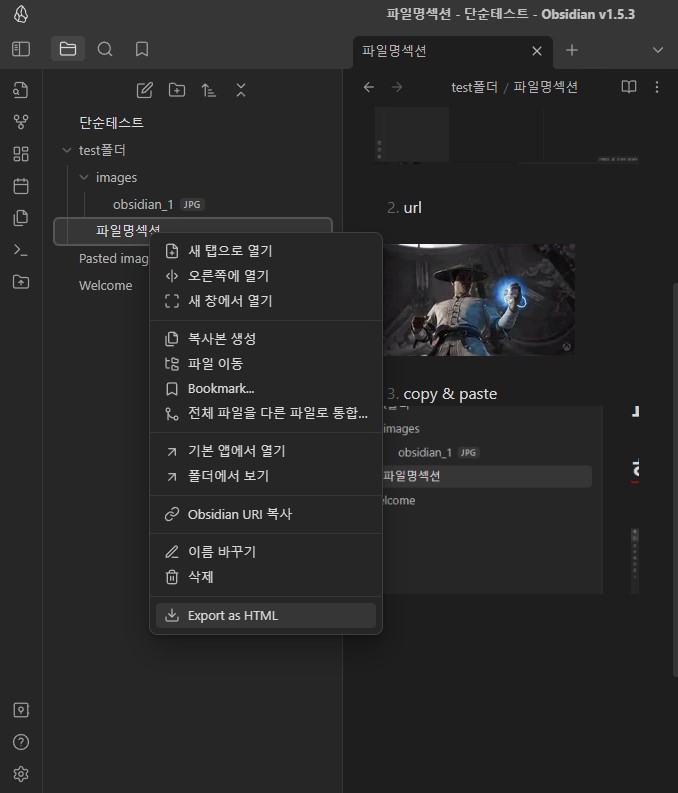 파일명섹션 - 단순테스트 - Obsidian v1.5.3
파일명섹션
test폴더 / 파일명섹션
단순테스트
test폴더
images
obsidian_1 JPG
파일명섹션
Pasted imag
Welcome
새 탭으로 열기
오른쪽에 열기
새 창에서 열기
복사본 생성
파일 이동
Bookmark...
전체 파일을 다른 파일로 통합...
기본 앱에서 열기
폴더에서 보기
Obsidian URI 복사
이름 바꾸기
삭제
Export as HTML
2. url
3. copy & paste
images
obsidian_1 JPG
파일명섹션
elcome